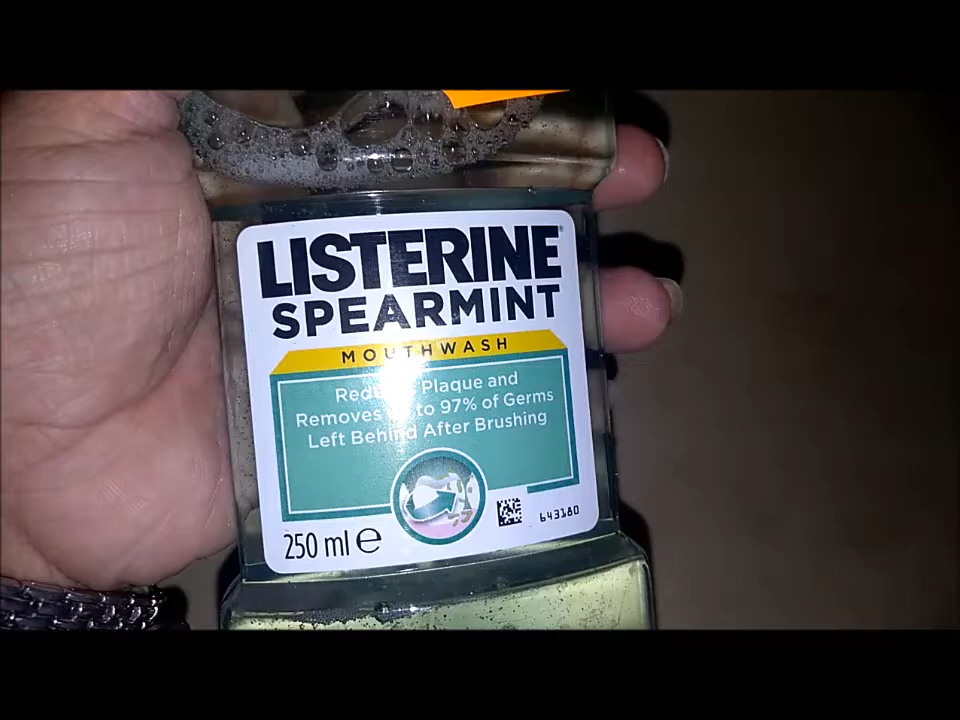 LISTERINE®
SPEARMINT
MOUTHWASH
Plaque and
Removes to 97% of Germs
Left Behind After Brushing
250 ml ℮
643180